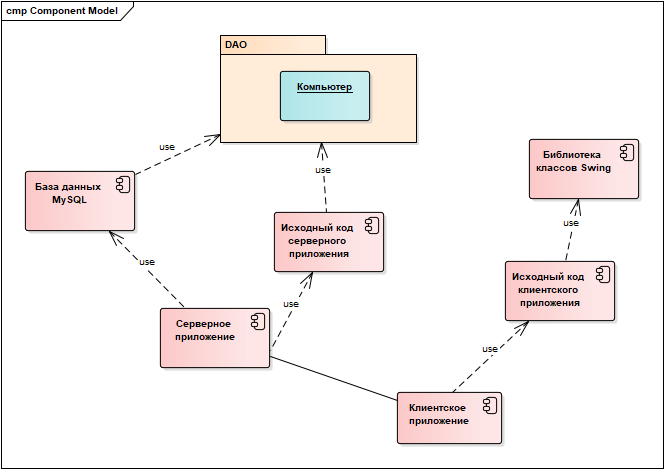 cmp Component Model
DAO
Компьютер
use
use
База данных
MySQL
Библиотека
классов Swing
Исходный код
серверного
приложения
use
Исходный код
клиентского
приложения
use
use
Серверное
приложение
use
Клиентское
приложение